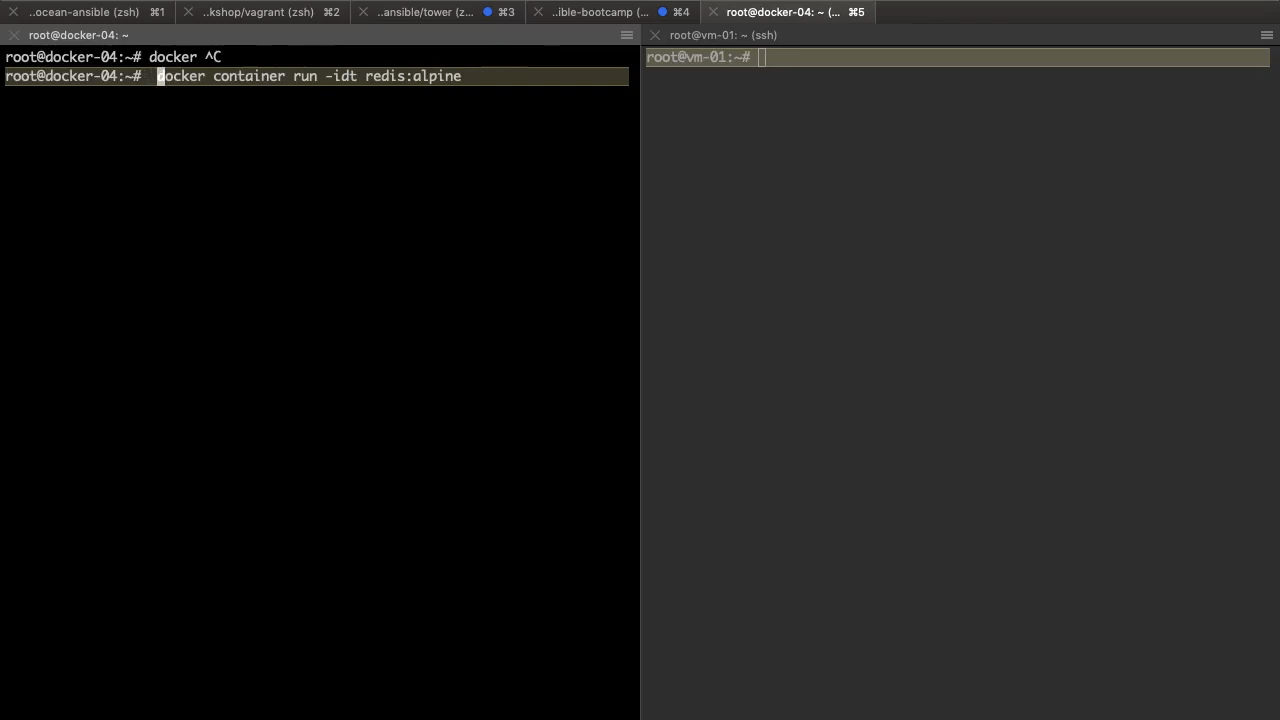 ..ocean-ansible (zsh) ⌘1 ..kshop/vagrant (zsh) ⌘2 ..ansible/tower (z... ⌘3 ..ible-bootcamp (... ⌘4 root@docker-04: ~ (... ⌘5
root@docker-04: ~
root@vm-01: ~ (ssh)
root@docker-04:~# docker ^C
root@docker-04:~#  docker container run -idt redis:alpine
root@vm-01:~#